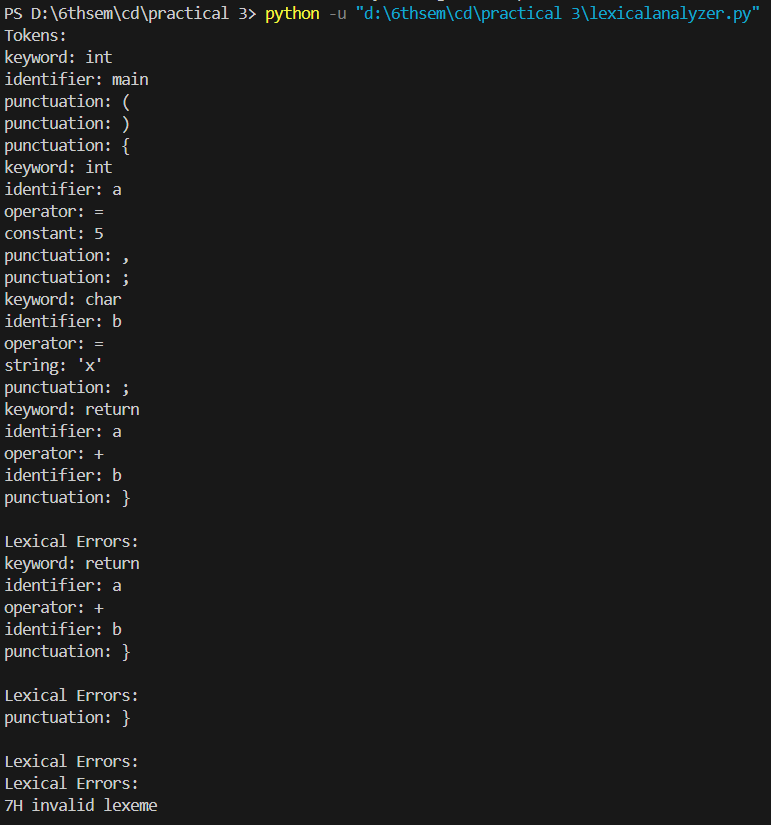 PS D:\6thsem\cd\practical 3> python -u "d:\6thsem\cd\practical 3\lexicalanalyzer.py"
Tokens:
keyword: int
identifier: main
punctuation: (
punctuation: )
punctuation: {
keyword: int
identifier: a
operator: =
constant: 5
punctuation: ,
punctuation: ;
keyword: char
identifier: b
operator: =
string: 'x'
punctuation: ;
keyword: return
identifier: a
operator: +
identifier: b
punctuation: }

Lexical Errors:
keyword: return
identifier: a
operator: +
identifier: b
punctuation: }

Lexical Errors:
punctuation: }

Lexical Errors:
Lexical Errors:
7H invalid lexeme